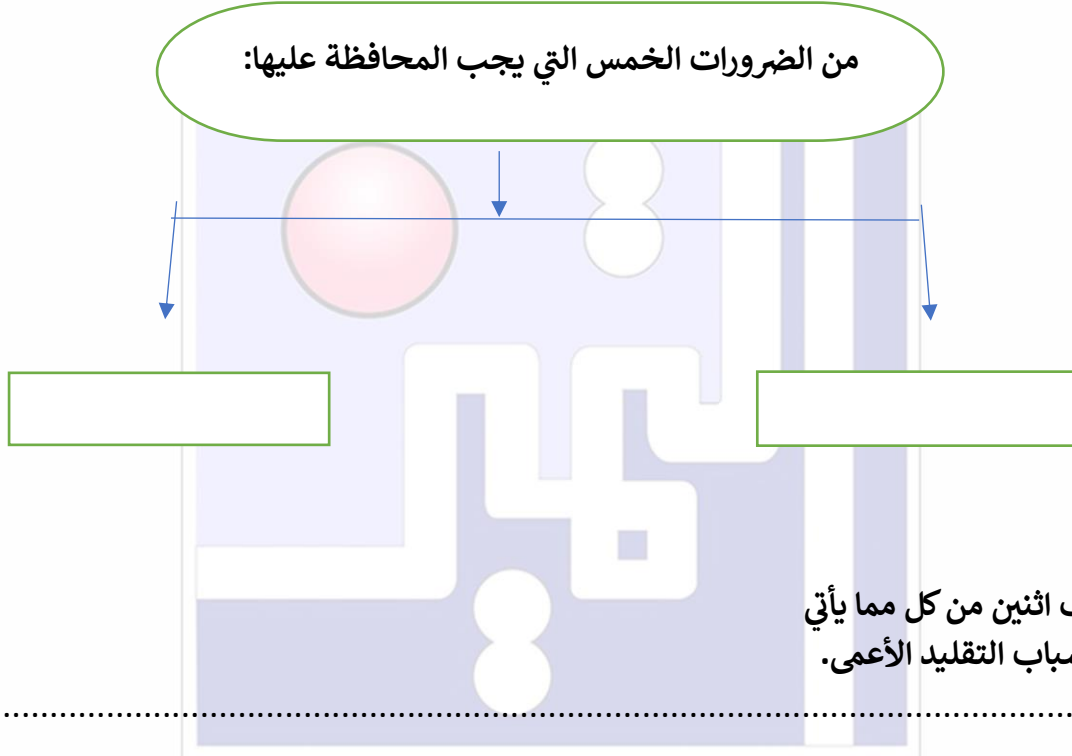 من الضرورات الخمس التي يجب المحافظة عليها:
اثنين من كل مما يأتي
التقليد الأعمى.
................................................................................................